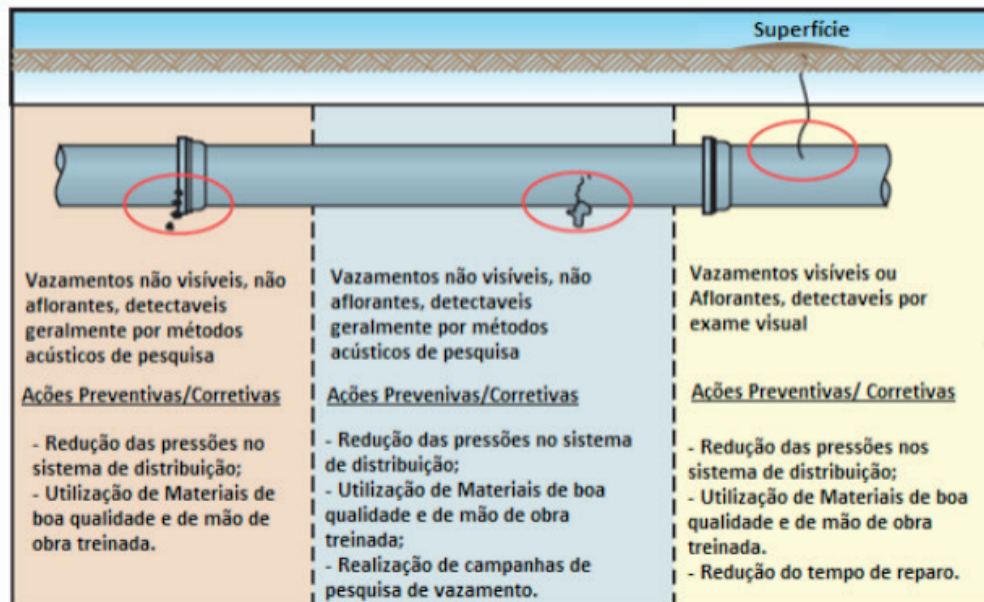 Superfície
Vazamentos não visíveis, não
aflorantes, detectaveis
geralmente por métodos
acústicos de pesquisa
Ações Preventivas/Corretivas
- Redução das pressões no
sistema de distribuição;
- Utilização de Materiais de
boa qualidade e de mão de
obra treinada.
Vazamentos não visíveis, não
aflorantes, detectaveis
geralmente por métodos
acústicos de pesquisa
Ações Prevenivas/Corretivas
- Redução das pressões no sistema
de distribuição;
- Utilização de Materiais de boa
qualidade e de mão de obra
treinada;
- Realização de campanhas de
pesquisa de vazamento.
Vazamentos visíveis ou
Aflorantes, detectaveis por
exame visual
Ações Preventivas/ Corretivas
- Redução das pressões nos
sistema de distribuição;
- Utilização de Materiais de boa
qualidade e de mão de obra
treinada.
- Redução do tempo de reparo.